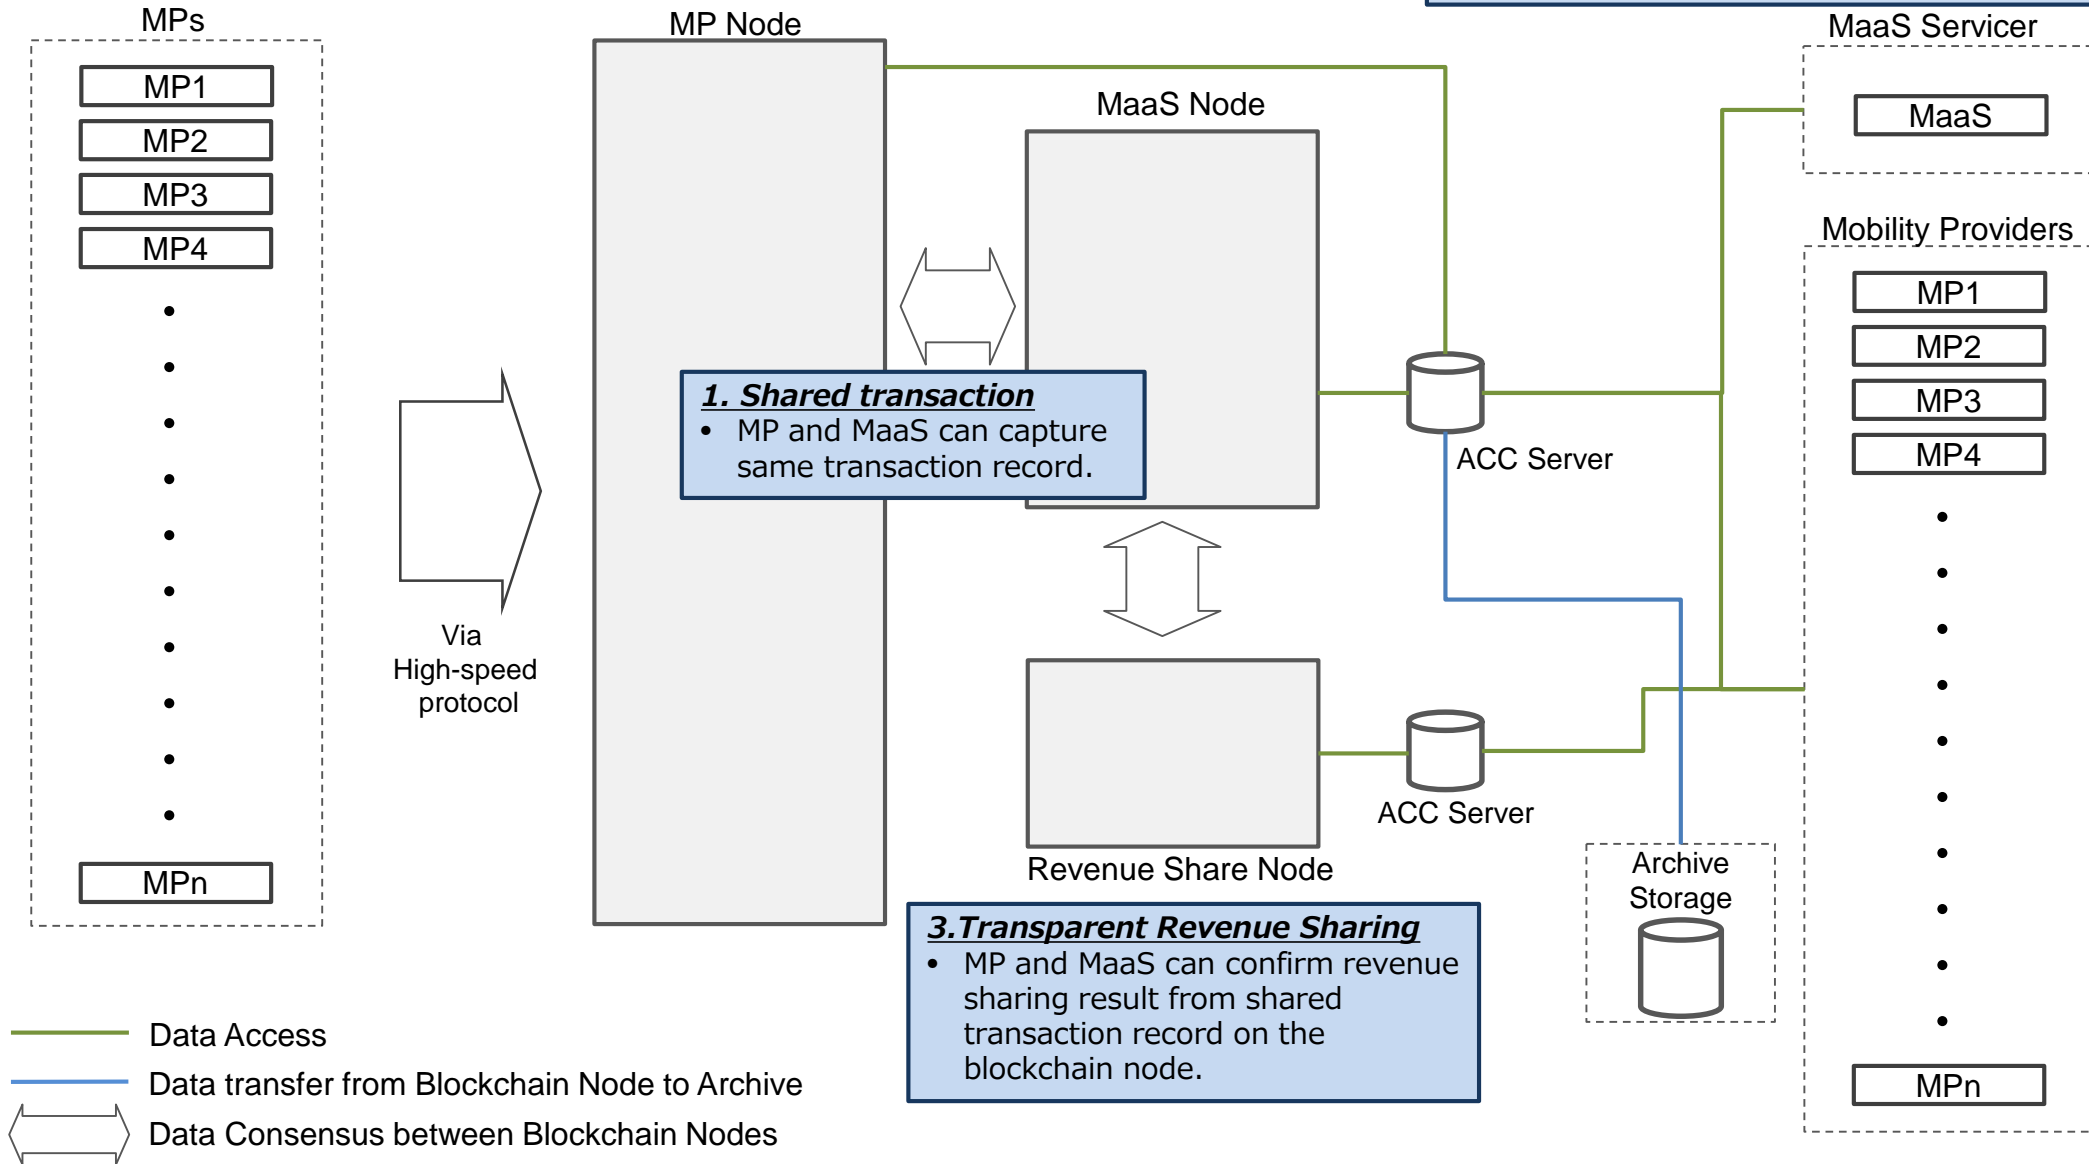 MPs
MP1
MP2
MP3
MP4
MPn
Via
High-speed
protocol
MP Node
MaaS Node
1. Shared transaction
• MP and MaaS can capture
same transaction record.
ACC Server
ACC Server
Revenue Share Node
3.Transparent Revenue Sharing
• MP and MaaS can confirm revenue
sharing result from shared
transaction record on the
blockchain node.
Archive
Storage
MaaS Servicer
MaaS
Mobility Providers
MP1
MP2
MP3
MP4
MPn
Data Access
Data transfer from Blockchain Node to Archive
Data Consensus between Blockchain Nodes